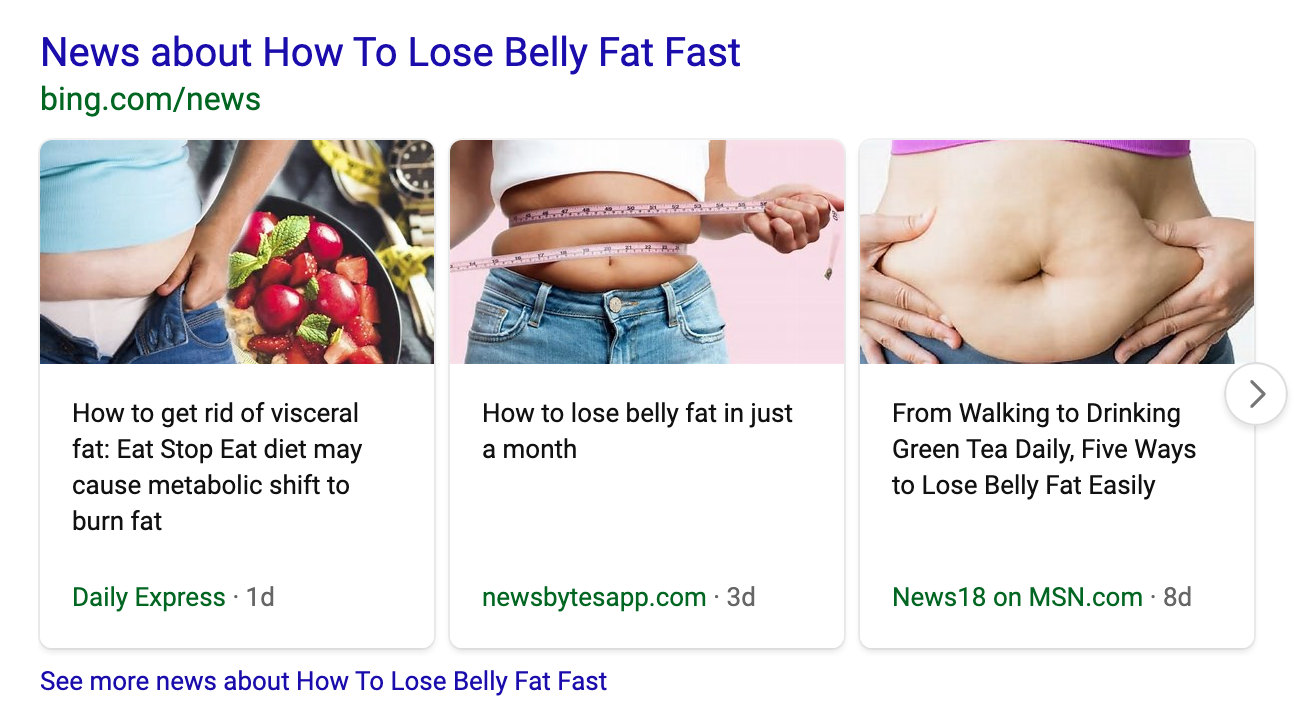 News about How To Lose Belly Fat Fast
bing.com/news
How to get rid of visceral
fat: Eat Stop Eat diet may
cause metabolic shift to
burn fat
Daily Express · 1d
How to lose belly fat in just
a month
newsbytesapp.com · 3d
From Walking to Drinking
Green Tea Daily, Five Ways
to Lose Belly Fat Easily
News18 on MSN.com · 8d
See more news about How To Lose Belly Fat Fast